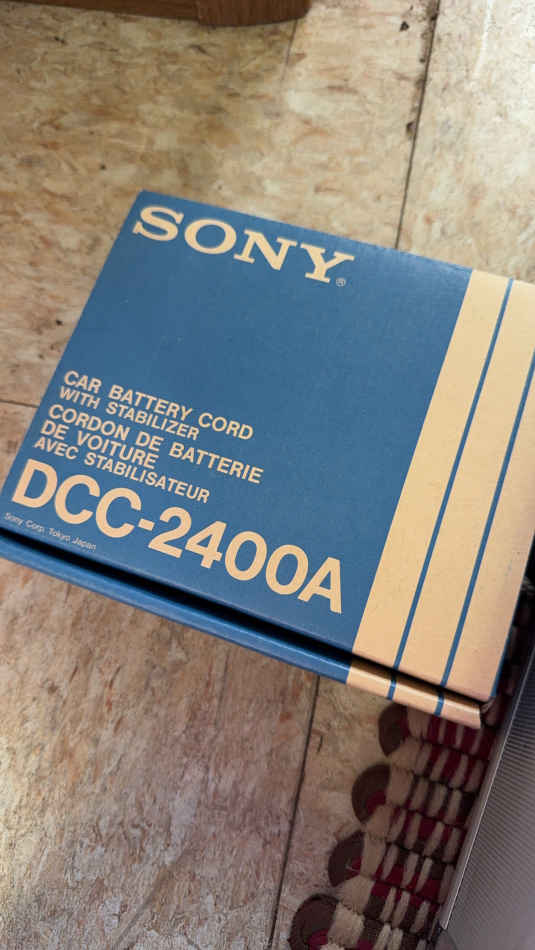 SONY®
CAR BATTERY CORD
WITH STABILIZER
CORDON DE BATTERIE
DE VOITURE
AVEC STABILISATEUR
DCC-2400A
Sony Corp. Tokyo Japan